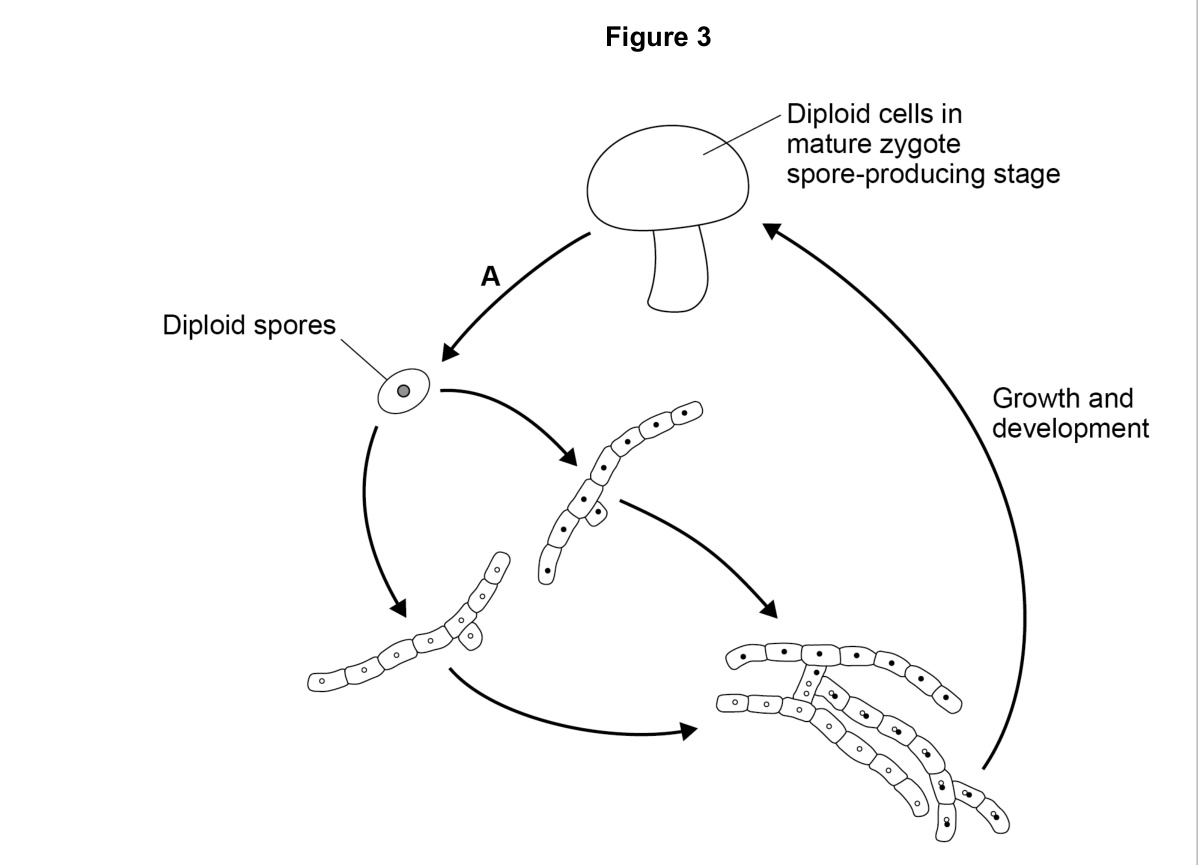 Figure 3
Diploid cells in
mature zygote
spore-producing stage
A
Diploid spores
Growth and
development